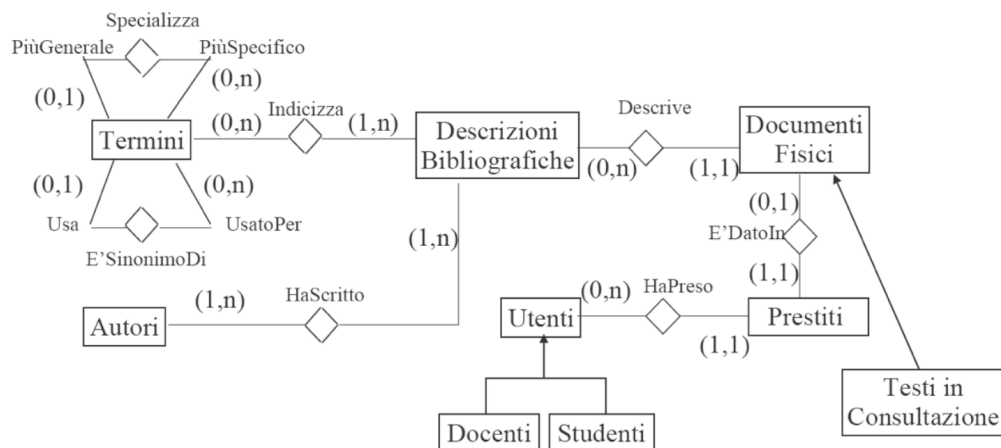 Specializza
PiùGenerale
PiùSpecifico
(0,1)
(0,n)
Termini
(0,n)
Indicizza
(1,n)
Descrizioni
Bibliografiche
(0,n)
Descrive
(1,1)
Documenti
Fisici
(0,1)
(0,n)
Usa
UsatoPer
E'SinonimoDi
(1,n)
(0,1)
E'DatoIn
(1,1)
Autori
(1,n)
HaScritto
Utenti
(0,n)
HaPreso
(1,1)
Prestiti
Docenti
Studenti
Testi in
Consultazione